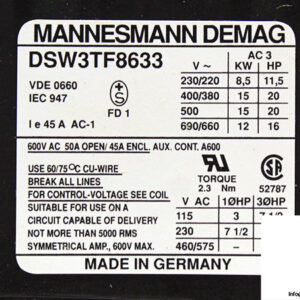 MANNESMANN DEMAG
DSW3TF8633
VDE 0660
IEC 947
S
FD 1
I e 45 A AC-1
AC 3
V ~ KW HP
230/220 8,5 11,5
400/380 15 20
500 15 20
690/660 12 16
600V AC 50A OPEN/ 45A ENCL. AUX. CONT. A600
USE 60/75°C CU-WIRE
BREAK ALL LINES
FOR CONTROL-VOLTAGE SEE COIL
SUITABLE FOR USE ON A
CIRCUIT CAPABLE OF DELIVERY
NOT MORE THAN 5000 RMS
SYMMETRICAL AMP., 600V MAX.
TORQUE
2.3 Nm
SA
52787
V AC 1ØHP 3ØHP
115 3 7 1/2
230 7 1/2
460/575 –
MADE IN GERMANY